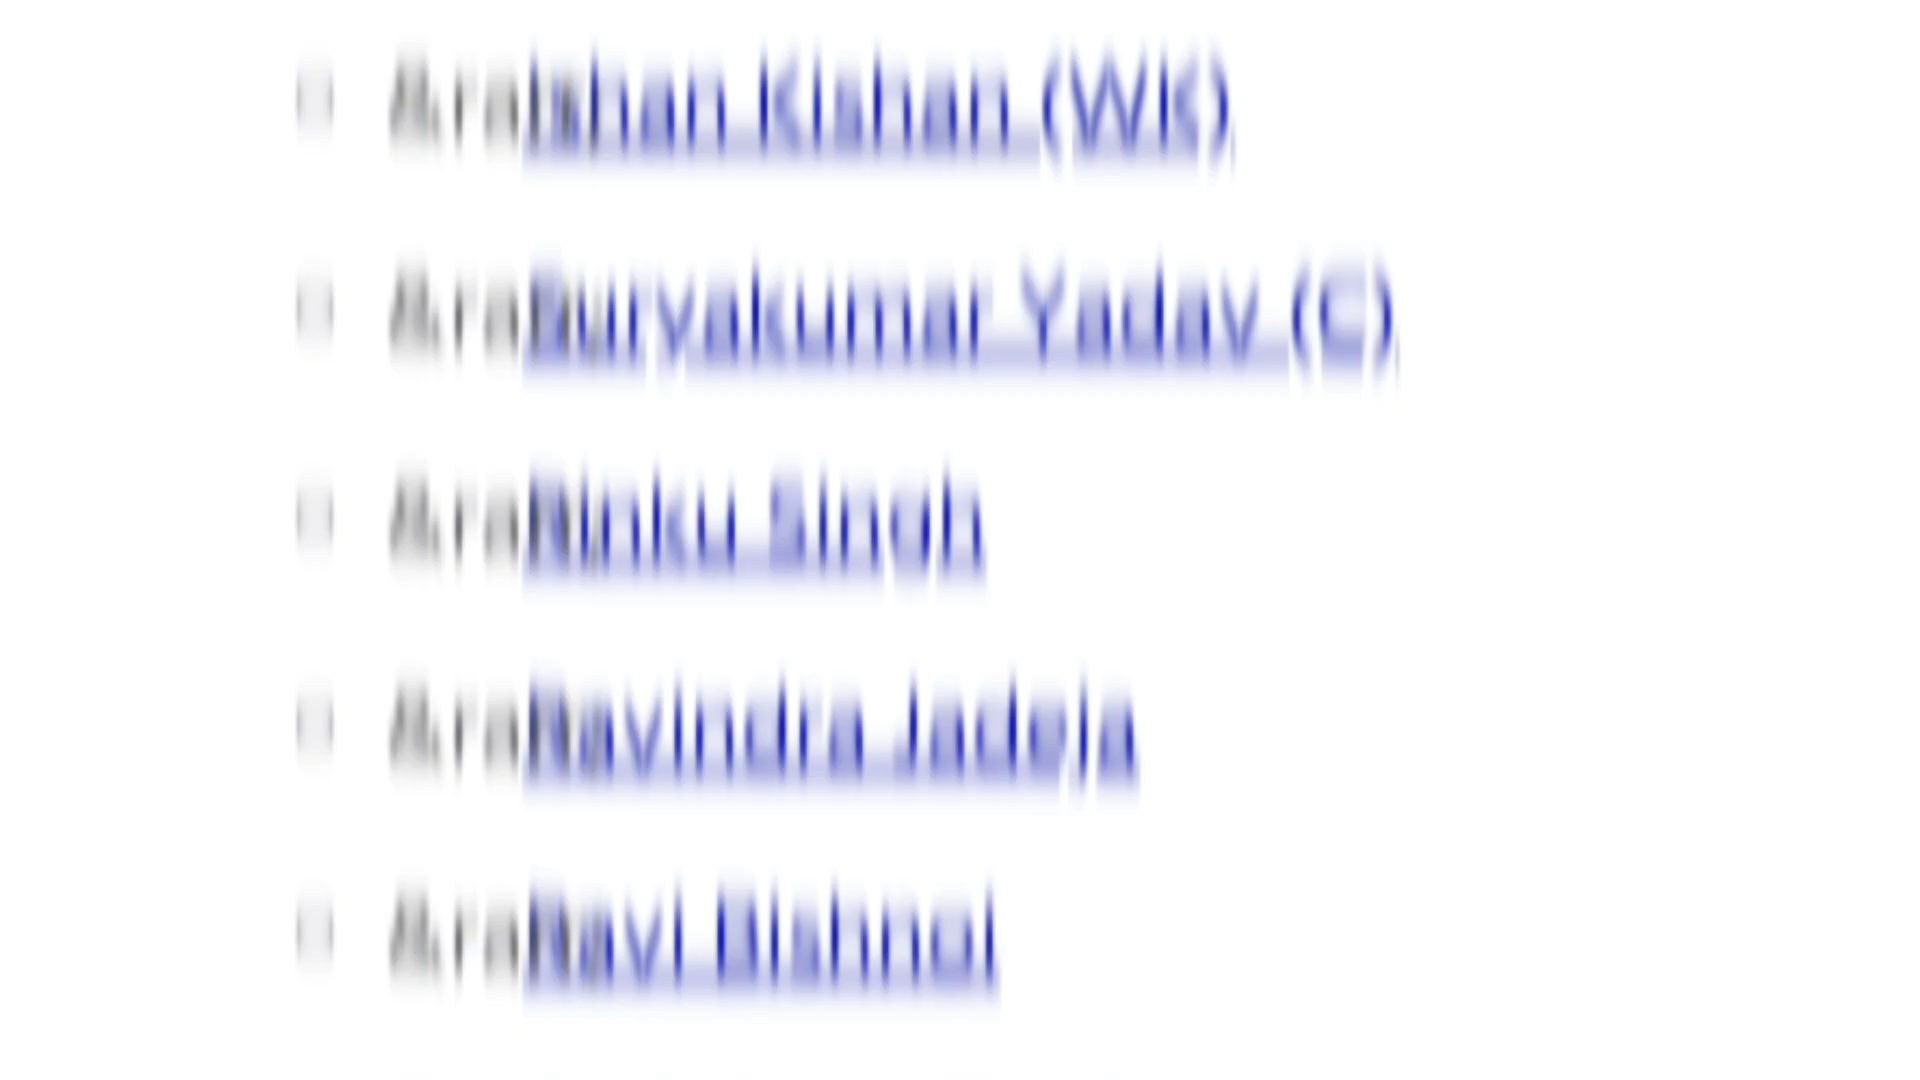 Ishan Kishan (WK)
Suryakumar Yadav (C)
Rinku Singh
Ravindra Jadeja
Ravi Bishnoi